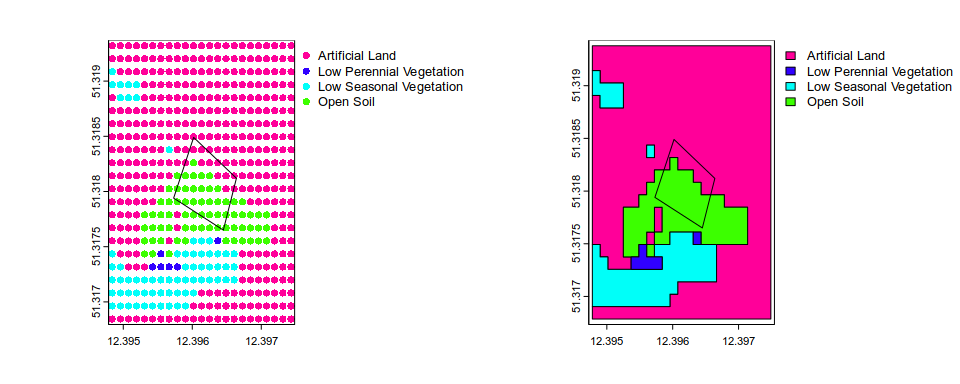 Artificial Land
Low Perennial Vegetation
Low Seasonal Vegetation
Open Soil
51.319
51.3185
51.318
51.3175
51.317
12.395 12.396 12.397
Artificial Land
Low Perennial Vegetation
Low Seasonal Vegetation
Open Soil
51.319
51.3185
51.318
51.3175
51.317
12.395 12.396 12.397